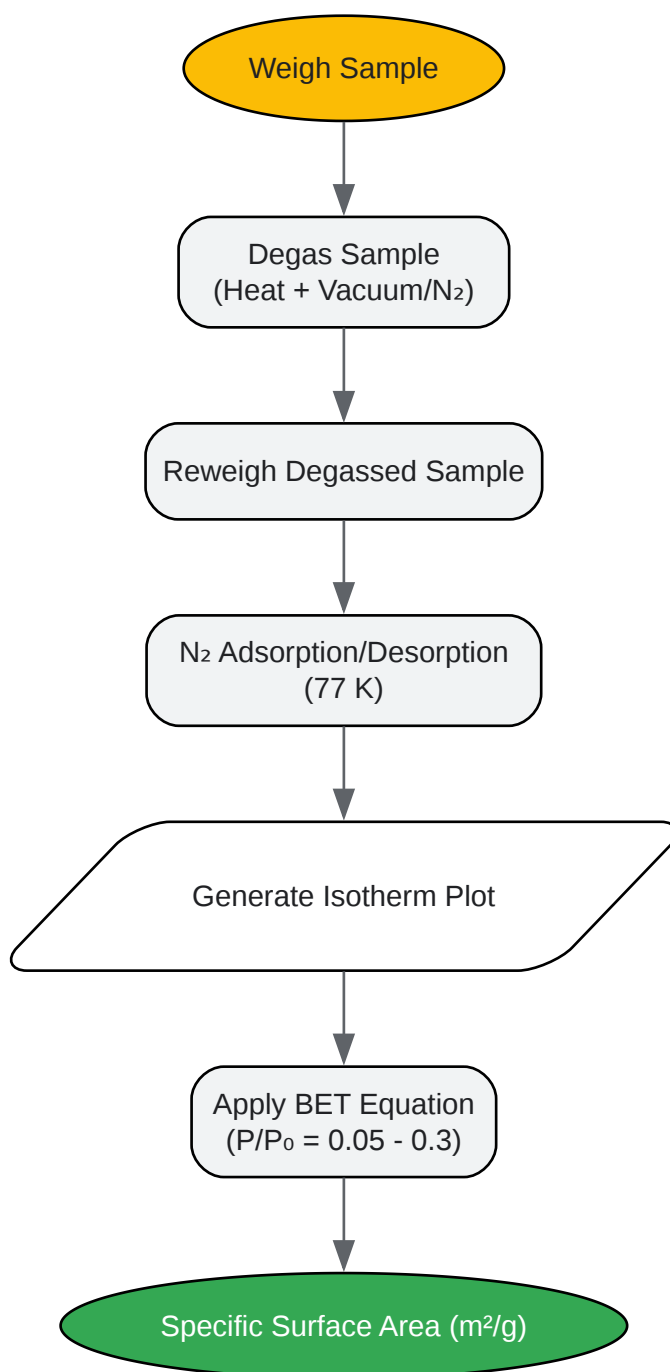 Weigh Sample
Degas Sample
(Heat + Vacuum/N₂)
Reweigh Degassed Sample
N₂ Adsorption/Desorption
(77 K)
Generate Isotherm Plot
Apply BET Equation
(P/P₀ = 0.05 - 0.3)
Specific Surface Area (m²/g)